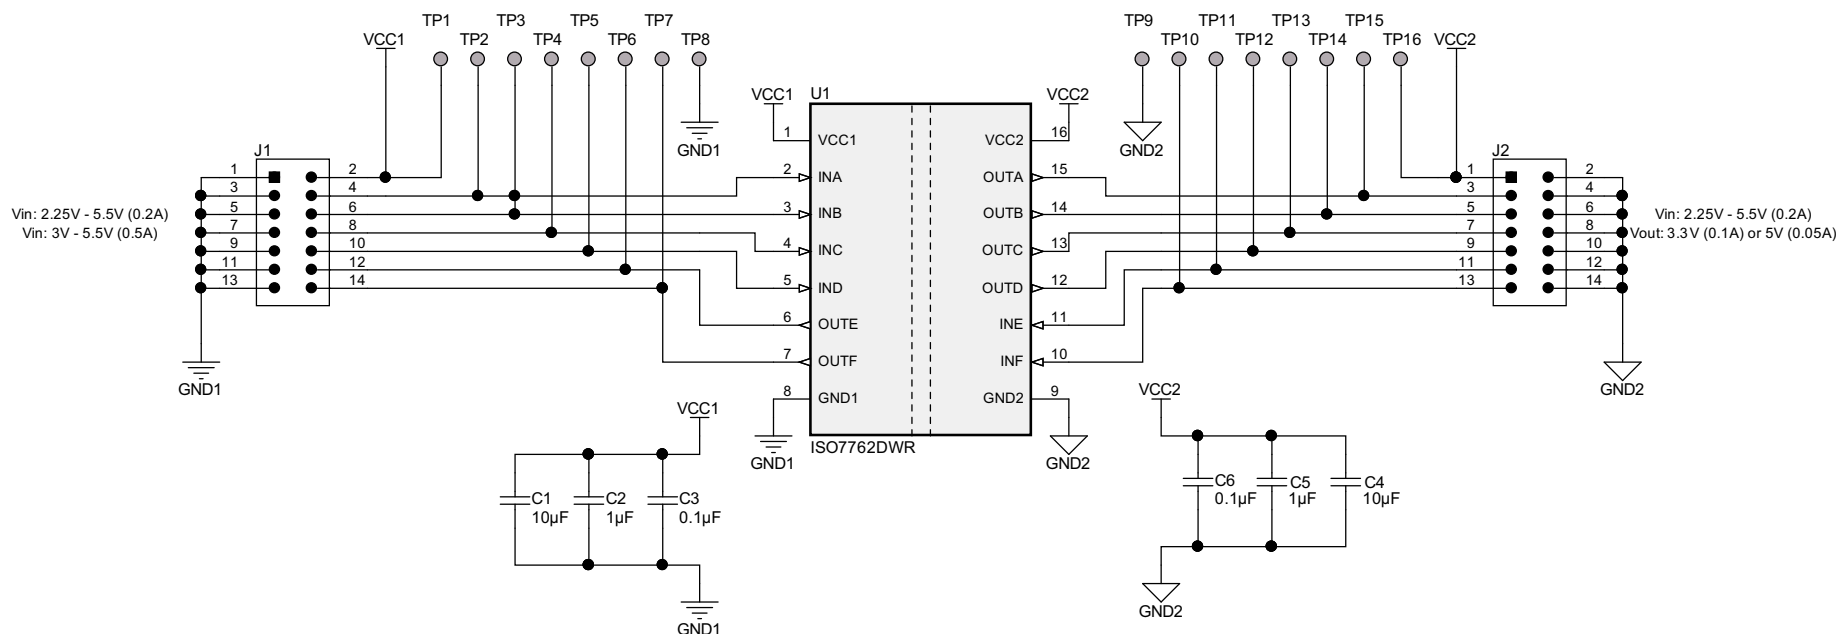 TP1 TP3 TP5 TP7
VCC1 TP2 TP4 TP6 TP8
TP9 TP11 TP13 TP15
TP10 TP12 TP14 TP16 VCC2
GND1
GND2
J1
1 2
3 4
5 6
7 8
9 10
11 12
13 14
Vin: 2.25V - 5.5V (0.2A)
Vin: 3V - 5.5V (0.5A)
GND1
VCC1 U1 VCC2
1 VCC1 VCC2 16
2 INA OUTA 15
3 INB OUTB 14
4 INC OUTC 13
5 IND OUTD 12
6 OUTE INE 11
7 OUTF INF 10
8 GND1 GND2 9
ISO7762DWR
GND1
GND2
J2
1 2
3 4
5 6
7 8
9 10
11 12
13 14
Vin: 2.25V - 5.5V (0.2A)
Vout: 3.3V (0.1A) or 5V (0.05A)
GND2
VCC1
C1 C2 C3
10µF 1µF 0.1µF
GND1
VCC2
C6 C5 C4
0.1µF 1µF 10µF
GND2